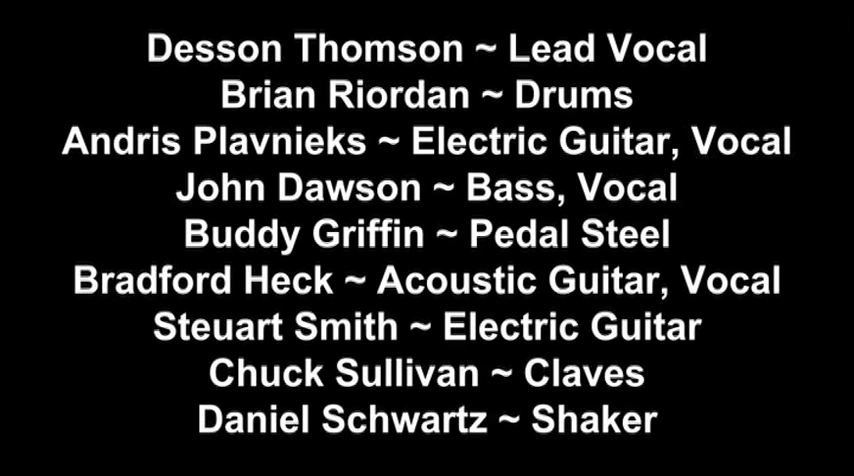 Desson Thomson ~ Lead Vocal
Brian Riordan ~ Drums
Andris Plavnieks ~ Electric Guitar, Vocal
John Dawson ~ Bass, Vocal
Buddy Griffin ~ Pedal Steel
Bradford Heck ~ Acoustic Guitar, Vocal
Steuart Smith ~ Electric Guitar
Chuck Sullivan ~ Claves
Daniel Schwartz ~ Shaker